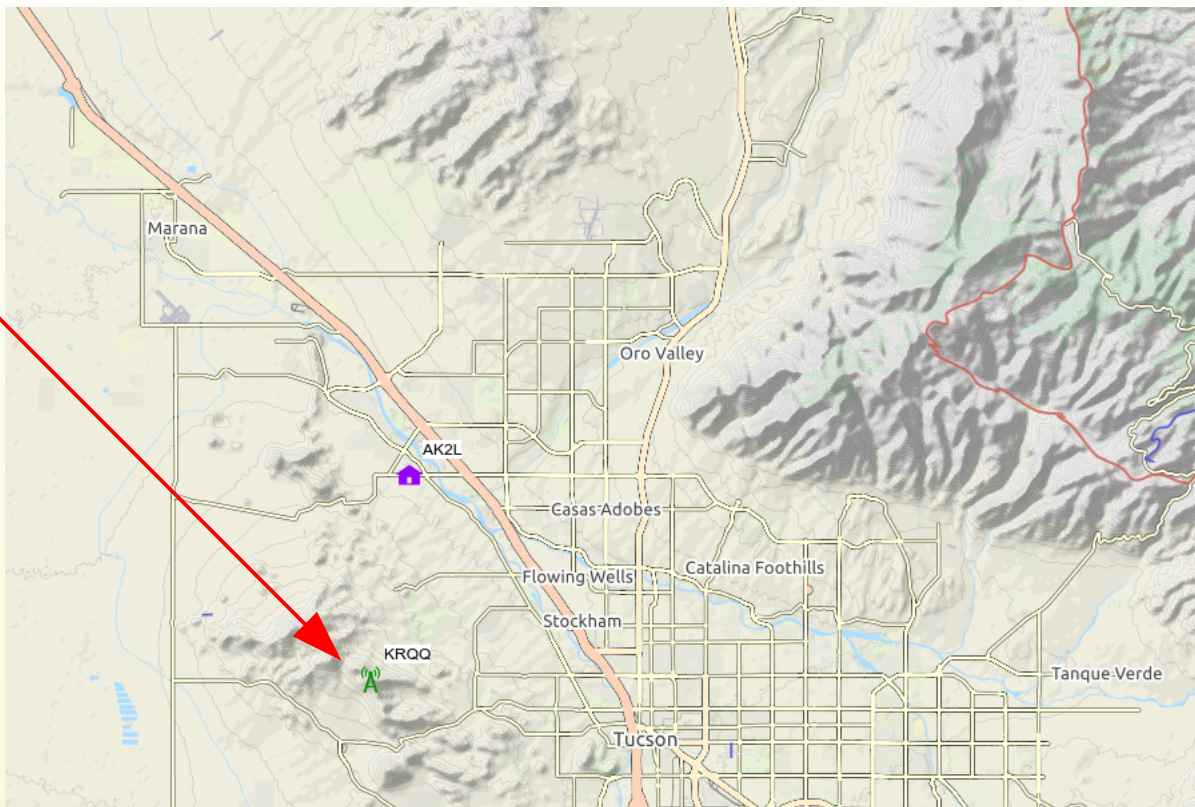 Marana
Oro Valley
AK2L
Casas Adobes
Catalina Foothills
Flowing Wells
Stockham
KRQQ
Tanque Verde
Tucson